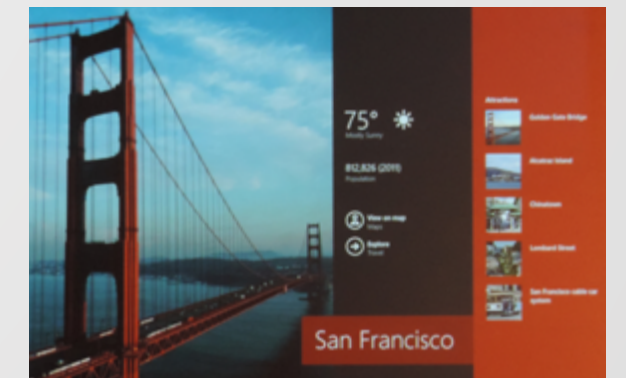 75°
Mostly Sunny
812,826 (2011)
Population
View on map
Maps
Explore
Travel
San Francisco
Attractions
Golden Gate Bridge
Alcatraz Island
Chinatown
Lombard Street
San Francisco cable car
system